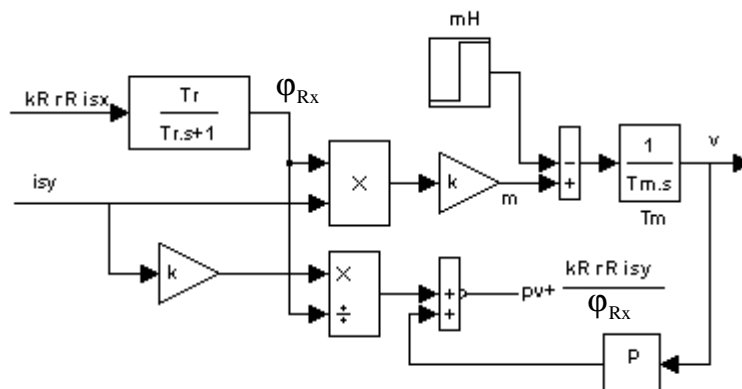 mH
kR rR isx
Tr
Tr.s+1
φRx
isy
×
k
m
−
+
1
Tm.s
Tm
v
k
×
÷
+
+
pv+
kR rR isy
φRx
P